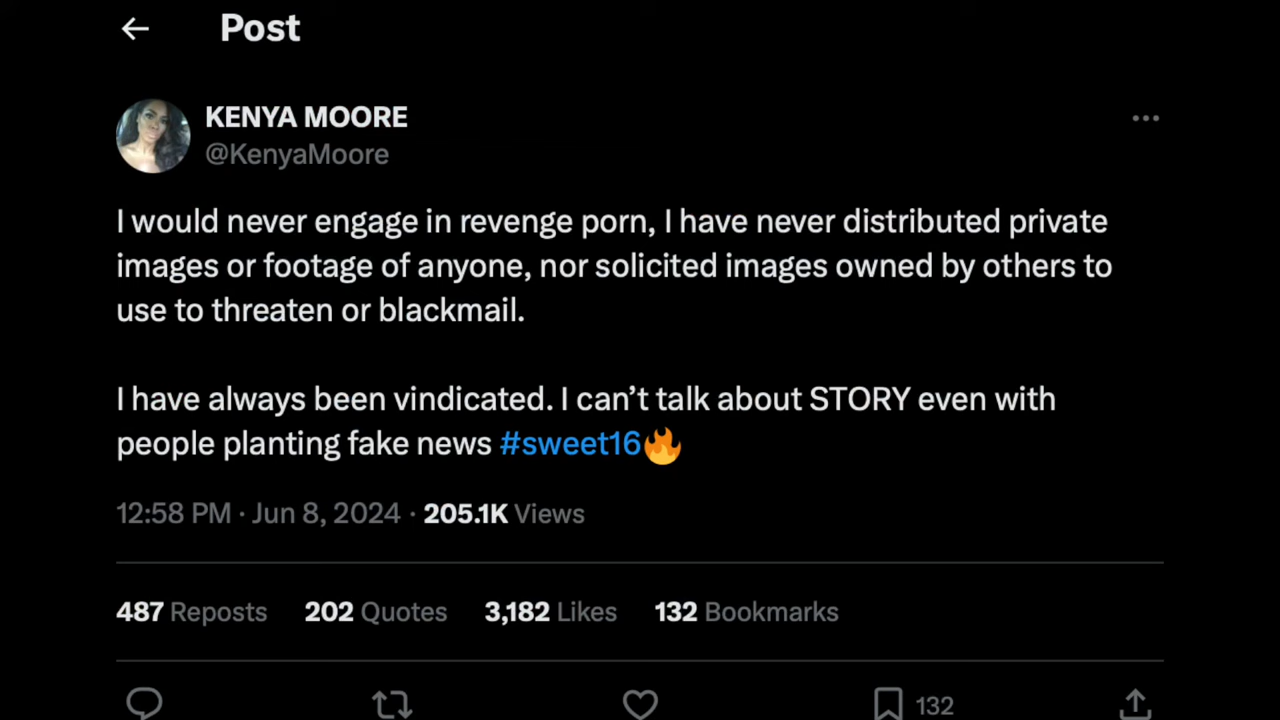 Post
KENYA MOORE
@KenyaMoore
I would never engage in revenge porn, I have never distributed private
images or footage of anyone, nor solicited images owned by others to
use to threaten or blackmail.
I have always been vindicated. I can’t talk about STORY even with
people planting fake news #sweet16🔥
12:58 PM · Jun 8, 2024 · 205.1K Views
487 Reposts 202 Quotes 3,182 Likes 132 Bookmarks
132